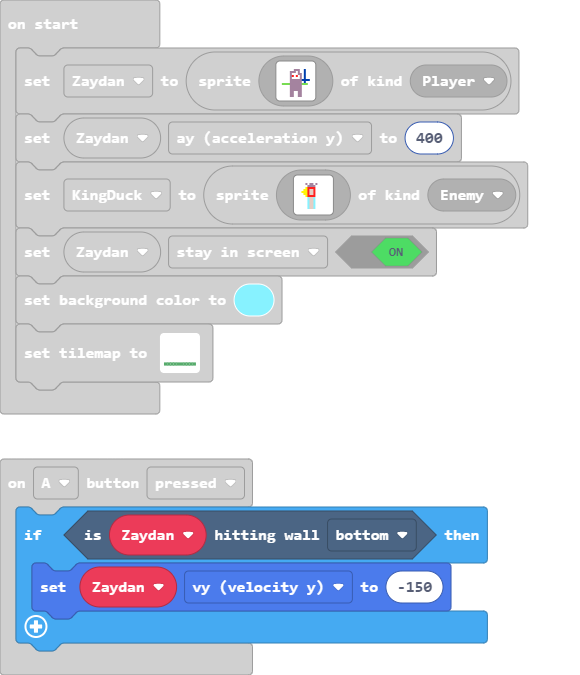 on start
set Zaydan to sprite of kind Player
set Zaydan ay (acceleration y) to 400
set KingDuck to sprite of kind Enemy
set Zaydan stay in screen ON
set background color to
set tilemap to
on A button pressed
if is Zaydan hitting wall bottom then
set Zaydan vy (velocity y) to -150